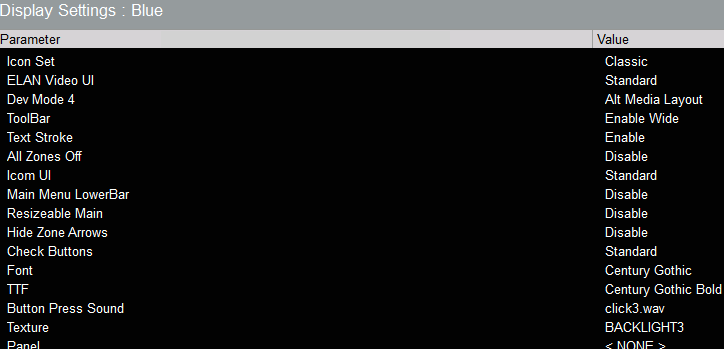 Display Settings : Blue
Parameter Value
Icon Set Classic
ELAN Video UI Standard
Dev Mode 4 Alt Media Layout
ToolBar Enable Wide
Text Stroke Enable
All Zones Off Disable
Icom UI Standard
Main Menu LowerBar Disable
Resizeable Main Disable
Hide Zone Arrows Disable
Check Buttons Standard
Font Century Gothic
TTF Century Gothic Bold
Button Press Sound click3.wav
Texture BACKLIGHT3
Panel < NONE >